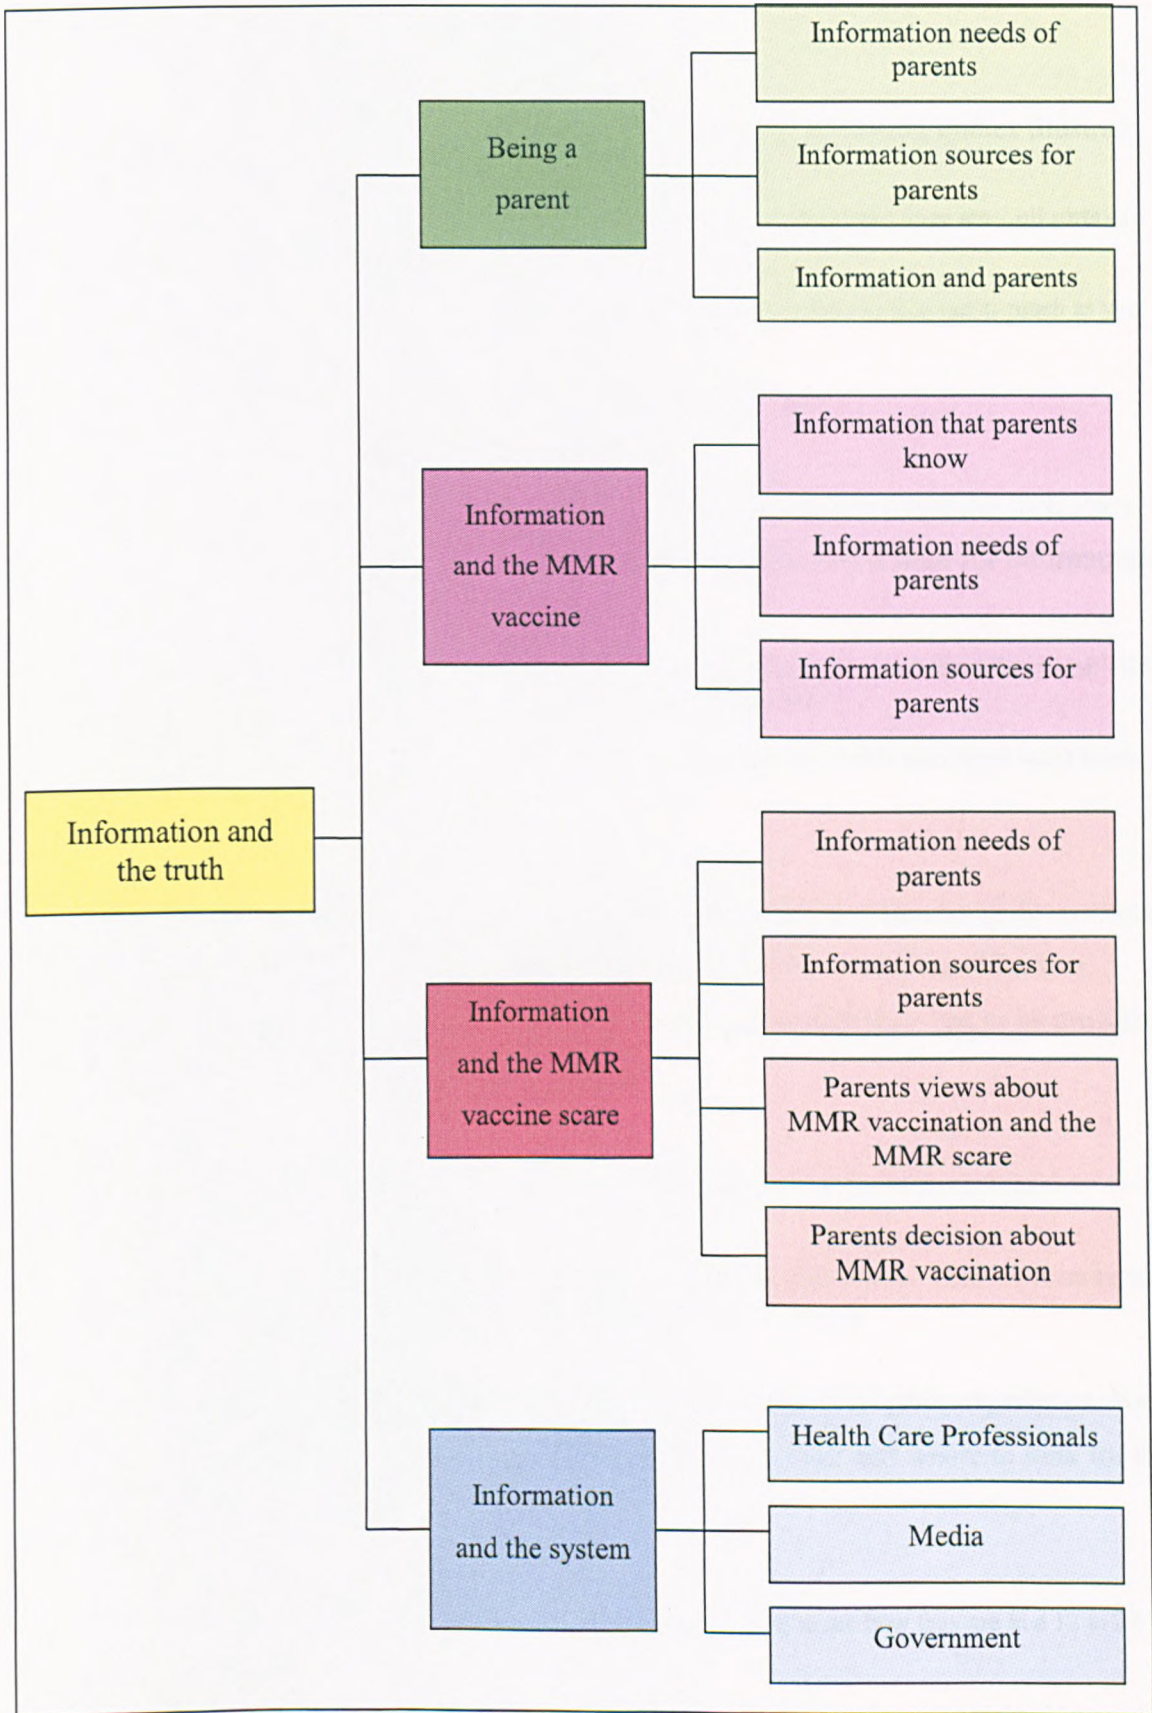 Information needs of
parents
Being a
parent
Information sources for
parents
Information and parents
Information that parents
know
Information
and the MMR
vaccine
Information needs of
parents
Information sources for
parents
Information and
the truth
Information needs of
parents
Information sources for
parents
Information
and the MMR
vaccine scare
Parents views about
MMR vaccination and the
MMR scare
Parents decision about
MMR vaccination
Health Care Professionals
Information
and the system
Media
Government